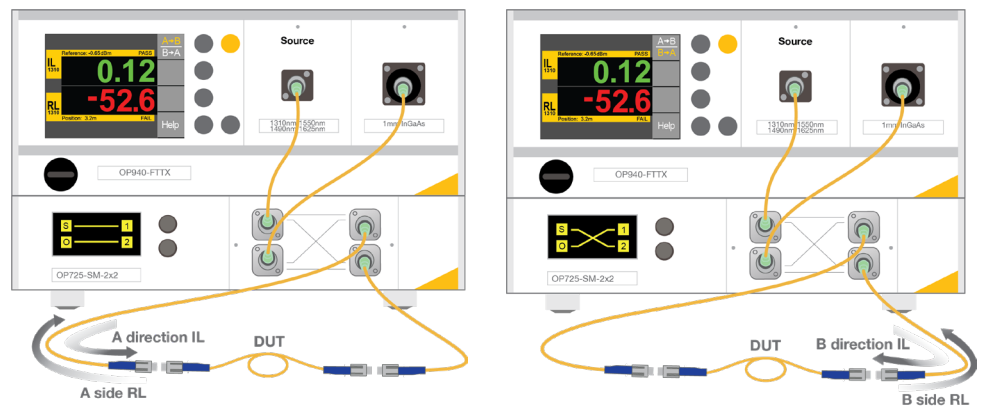 Reference: -0.65dBm PASS
A→B
B→A
IL
1310
0.12
RL
1310
-52.6
Position: 3.2m FAIL
Help
Source
1310nm/1550nm
1490nm/1625nm
1mm InGaAs
OP940-FTTX
S 1
O 2
OP725-SM-2x2
A direction IL
DUT
A side RL
Reference: -0.65dBm PASS
A→B
B→A
IL
1310
0.12
RL
1310
-52.6
Position: 3.2m FAIL
Help
Source
1310nm/1550nm
1490nm/1625nm
1mm InGaAs
OP940-FTTX
S 1
O 2
OP725-SM-2x2
DUT
B direction IL
B side RL